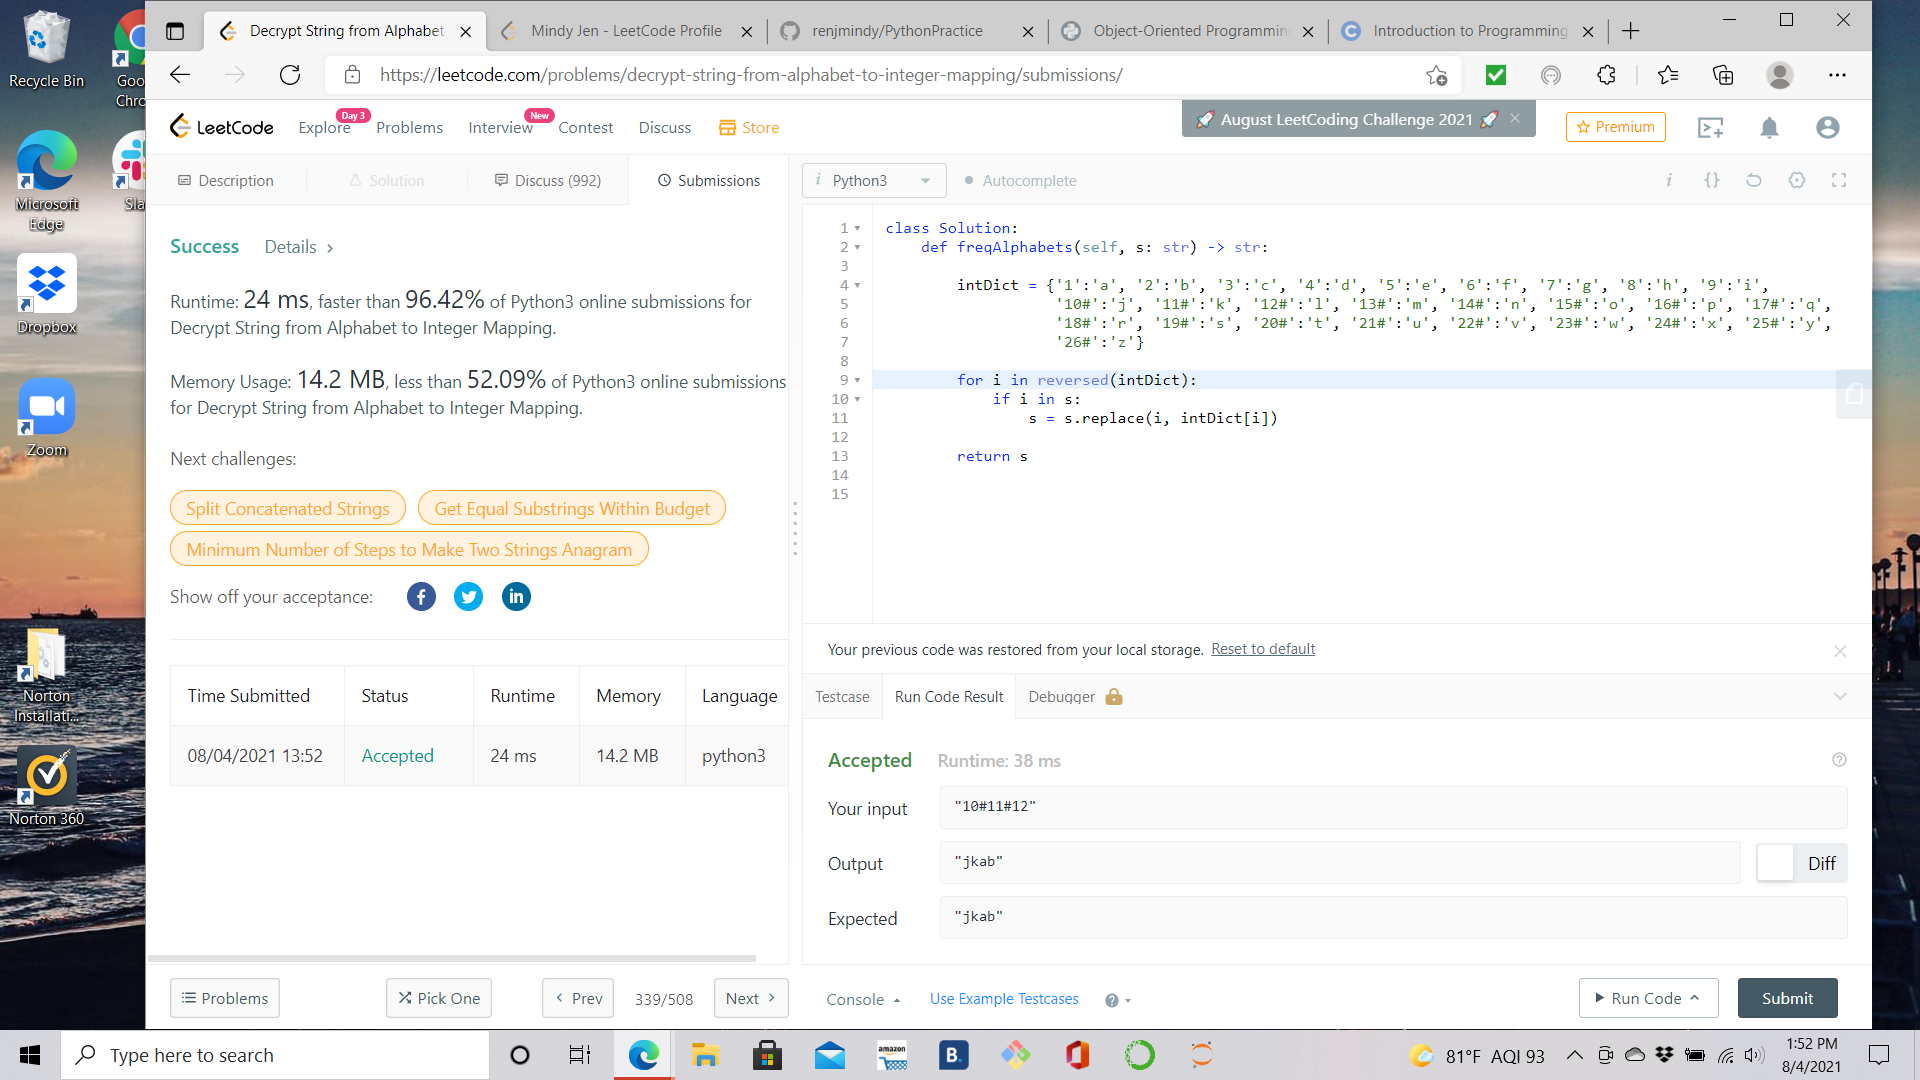 Decrypt String from Alphabet
Mindy Jen - LeetCode Profile
renjmindy/PythonPractice
Object-Oriented Programmin
Introduction to Programming
https://leetcode.com/problems/decrypt-string-from-alphabet-to-integer-mapping/submissions/
Recycle Bin
Goo
Chro
Microsoft Edge
Sla
Dropbox
Zoom
Norton Installati...
Norton 360
LeetCode
Explore
Day 3
Problems
Interview
New
Contest
Discuss
Store
🚀 August LeetCoding Challenge 2021 🚀
Premium
Description
Solution
Discuss (992)
Submissions
Python3
Autocomplete
Success
Details >
Runtime: 24 ms, faster than 96.42% of Python3 online submissions for
Decrypt String from Alphabet to Integer Mapping.
Memory Usage: 14.2 MB, less than 52.09% of Python3 online submissions
for Decrypt String from Alphabet to Integer Mapping.
Next challenges:
Split Concatenated Strings
Get Equal Substrings Within Budget
Minimum Number of Steps to Make Two Strings Anagram
Show off your acceptance:
Time Submitted Status Runtime Memory Language
08/04/2021 13:52 Accepted 24 ms 14.2 MB python3
1 class Solution:
2 def freqAlphabets(self, s: str) -> str:
3
4 intDict = {'1':'a', '2':'b', '3':'c', '4':'d', '5':'e', '6':'f', '7':'g', '8':'h', '9':'i',
5 '10#':'j', '11#':'k', '12#':'l', '13#':'m', '14#':'n', '15#':'o', '16#':'p', '17#':'q',
6 '18#':'r', '19#':'s', '20#':'t', '21#':'u', '22#':'v', '23#':'w', '24#':'x', '25#':'y',
7 '26#':'z'}
8
9 for i in reversed(intDict):
10 if i in s:
11 s = s.replace(i, intDict[i])
12
13 return s
14
15
Your previous code was restored from your local storage. Reset to default
Testcase
Run Code Result
Debugger
Accepted Runtime: 38 ms
Your input "10#11#12"
Output "jkab"
Diff
Expected "jkab"
Problems
Pick One
< Prev
339/508
Next >
Console
Use Example Testcases
Run Code
Submit
Type here to search
amazon
B.
81°F AQI 93
1:52 PM
8/4/2021